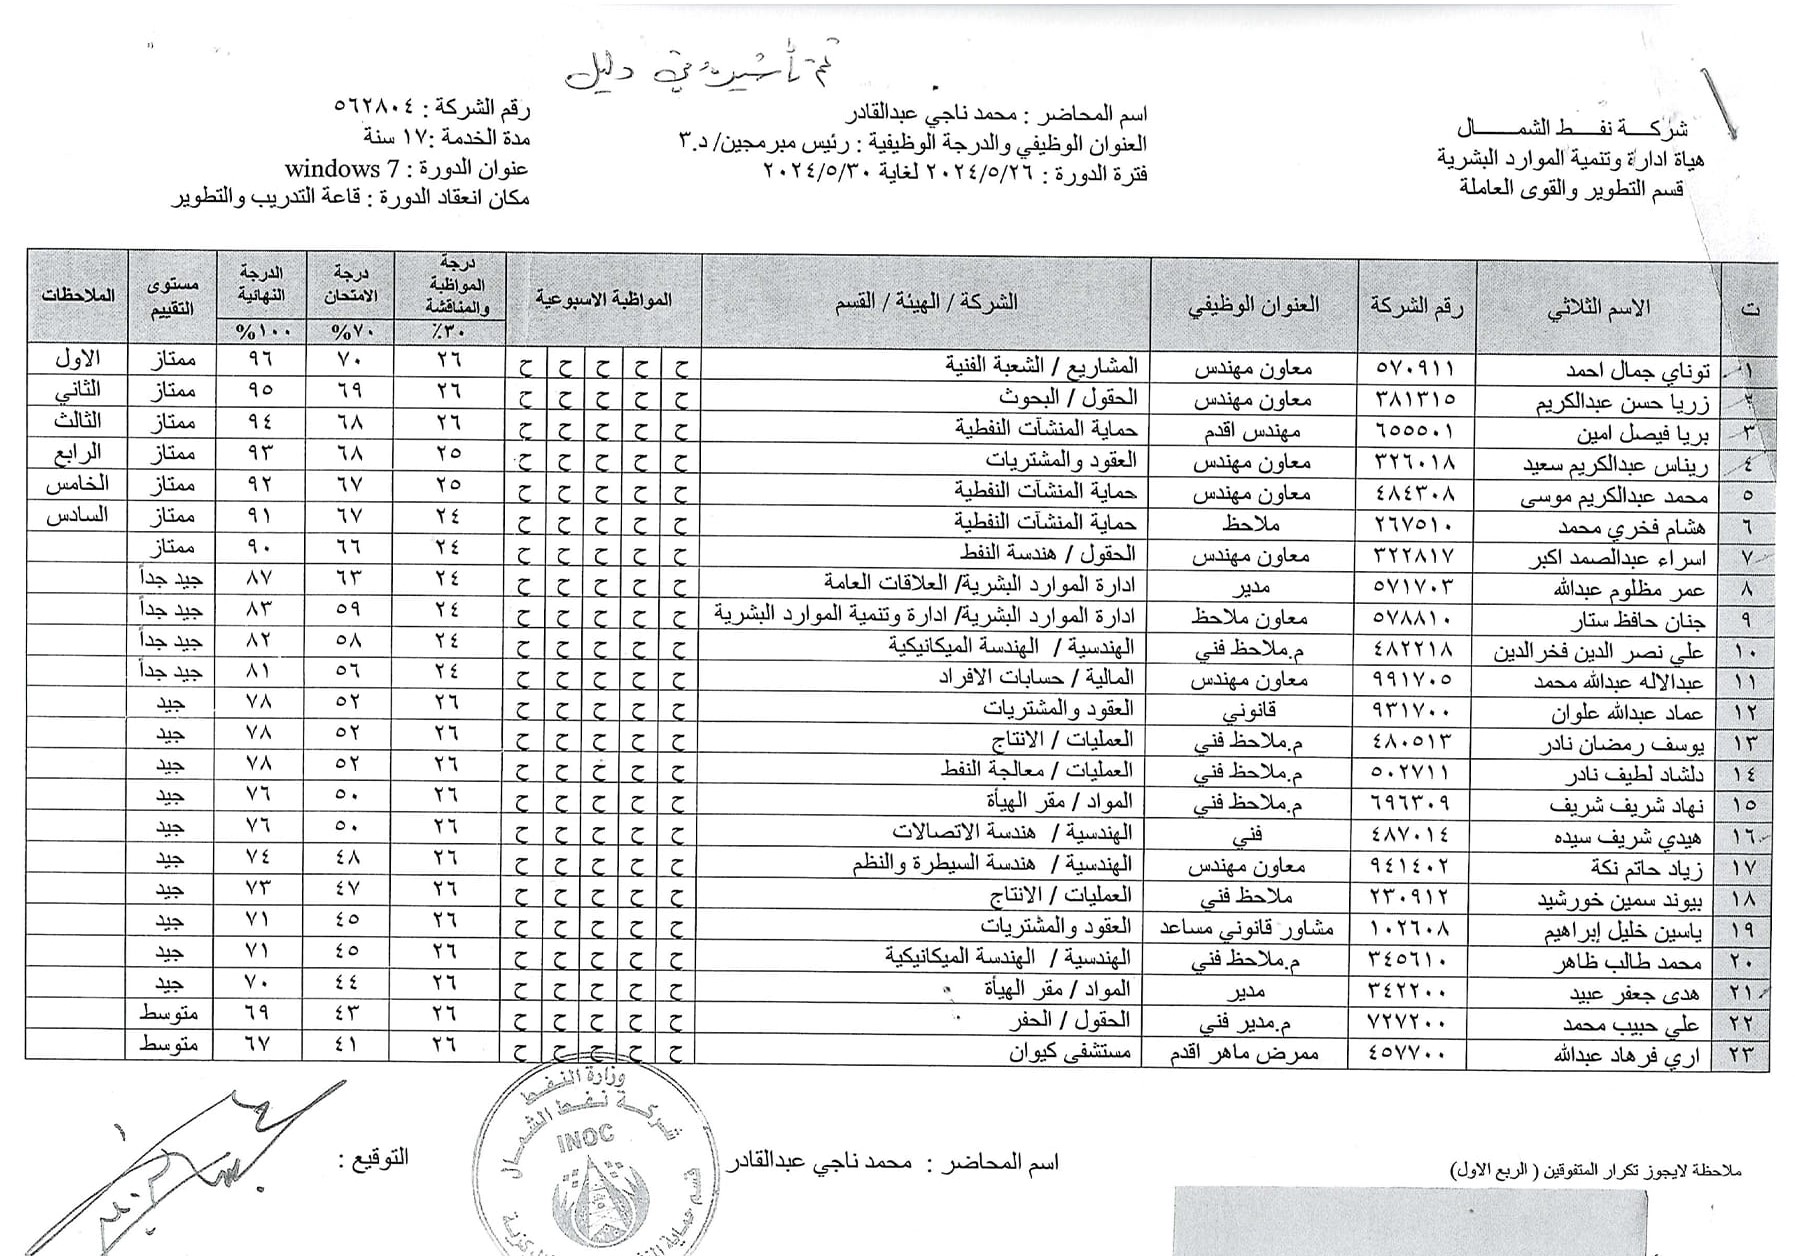 تم تأشيره في دليل
شركة نفط الشمال
هياة ادارة وتنمية الموارد البشرية
قسم التطوير والقوى العاملة
اسم المحاضر : محمد ناجي عبدالقادر
العنوان الوظيفي والدرجة الوظيفية : رئيس مبرمجين/ د.٣
فترة الدورة : ٢٠٢٤/٥/٢٦ لغاية ٢٠٢٤/٥/٣٠
رقم الشركة : ٥٦٢٨٠٤
مدة الخدمة :١٧ سنة
عنوان الدورة : windows 7
مكان انعقاد الدورة : قاعة التدريب والتطوير
ت الاسم الثلاثي رقم الشركة العنوان الوظيفي الشركة / الهيئة / القسم المواظبة الاسبوعية درجة المواظبة والمناقشة ٣٠٪ درجة الامتحان ٧٠% الدرجة النهائية ١٠٠% مستوى التقييم الملاحظات
١ توناي جمال احمد ٥٧٠٩١١ معاون مهندس المشاريع / الشعبة الفنية ح ح ح ح ح ٢٦ ٧٠ ٩٦ ممتاز الاول
٢ زريا حسن عبدالكريم ٣٨١٣١٥ معاون مهندس الحقول / البحوث ح ح ح ح ح ٢٦ ٦٩ ٩٥ ممتاز الثاني
٣ بريا فيصل امين ٦٥٥٥٠١ مهندس اقدم حماية المنشآت النفطية ح ح ح ح ح ٢٦ ٦٨ ٩٤ ممتاز الثالث
٤ ريناس عبدالكريم سعيد ٣٢٦٠١٨ معاون مهندس العقود والمشتريات ح ح ح ح ح ٢٥ ٦٨ ٩٣ ممتاز الرابع
٥ محمد عبدالكريم موسى ٤٨٤٣٠٨ معاون مهندس حماية المنشآت النفطية ح ح ح ح ح ٢٥ ٦٧ ٩٢ ممتاز الخامس
٦ هشام فخري محمد ٢٦٧٥١٠ ملاحظ حماية المنشآت النفطية ح ح ح ح ح ٢٤ ٦٧ ٩١ ممتاز السادس
٧ اسراء عبدالصمد اكبر ٣٢٢٨١٧ معاون مهندس الحقول / هندسة النفط ح ح ح ح ح ٢٤ ٦٦ ٩٠ ممتاز
٨ عمر مظلوم عبدالله ٥٧١٧٠٣ مدير ادارة الموارد البشرية/ العلاقات العامة ح ح ح ح ح ٢٤ ٦٣ ٨٧ جيد جداً
٩ جنان حافظ ستار ٥٧٨٨١٠ معاون ملاحظ ادارة الموارد البشرية/ ادارة وتنمية الموارد البشرية ح ح ح ح ح ٢٤ ٥٩ ٨٣ جيد جداً
١٠ علي نصر الدين فخرالدين ٤٨٢٢١٨ م.ملاحظ فني الهندسية / الهندسة الميكانيكية ح ح ح ح ح ٢٤ ٥٨ ٨٢ جيد جداً
١١ عبدالاله عبدالله محمد ٩٩١٧٠٥ معاون مهندس المالية / حسابات الافراد ح ح ح ح ح ٢٤ ٥٦ ٨١ جيد جداً
١٢ عماد عبدالله علوان ٩٣١٧٠٠ قانوني العقود والمشتريات ح ح ح ح ح ٢٦ ٥٢ ٧٨ جيد
١٣ يوسف رمضان نادر ٤٨٠٥١٣ م.ملاحظ فني العمليات / الانتاج ح ح ح ح ح ٢٦ ٥٢ ٧٨ جيد
١٤ دلشاد لطيف نادر ٥٠٢٧١١ م.ملاحظ فني العمليات / معالجة النفط ح ح ح ح ح ٢٦ ٥٢ ٧٨ جيد
١٥ نهاد شريف شريف ٦٩٦٣٠٩ م.ملاحظ فني المواد / مقر الهيأة ح ح ح ح ح ٢٦ ٥٠ ٧٦ جيد
١٦ هيدي شريف سيده ٤٨٧٠١٤ فني الهندسية / هندسة الاتصالات ح ح ح ح ح ٢٦ ٥٠ ٧٦ جيد
١٧ زياد حاتم نكة ٩٤١٤٠٢ معاون مهندس الهندسية / هندسة السيطرة والنظم ح ح ح ح ح ٢٦ ٤٨ ٧٤ جيد
١٨ بيوند سمين خورشيد ٢٣٠٩١٢ ملاحظ فني العمليات / الانتاج ح ح ح ح ح ٢٦ ٤٧ ٧٣ جيد
١٩ ياسين خليل إبراهيم ١٠٢٦٠٨ مشاور قانوني مساعد العقود والمشتريات ح ح ح ح ح ٢٦ ٤٥ ٧١ جيد
٢٠ محمد طالب ظاهر ٣٤٥٦١٠ م.ملاحظ فني الهندسية / الهندسة الميكانيكية ح ح ح ح ح ٢٦ ٤٥ ٧١ جيد
٢١ هدى جعفر عبيد ٣٤٢٢٠٠ مدير المواد / مقر الهيأة ح ح ح ح ح ٢٦ ٤٤ ٧٠ جيد
٢٢ علي حبيب محمد ٧٢٧٢٠٠ م.مدير فني الحقول / الحفر ح ح ح ح ح ٢٦ ٤٣ ٦٩ متوسط
٢٣ اري فرهاد عبدالله ٤٥٧٧٠٠ ممرض ماهر اقدم مستشفى كيوان ح ح ح ح ح ٢٦ ٤١ ٦٧ متوسط
ملاحظة لايجوز تكرار المتفوقين ( الربع الاول)
اسم المحاضر : محمد ناجي عبدالقادر
التوقيع :
وزارة النفط
شركة نفط الشمال
INOC